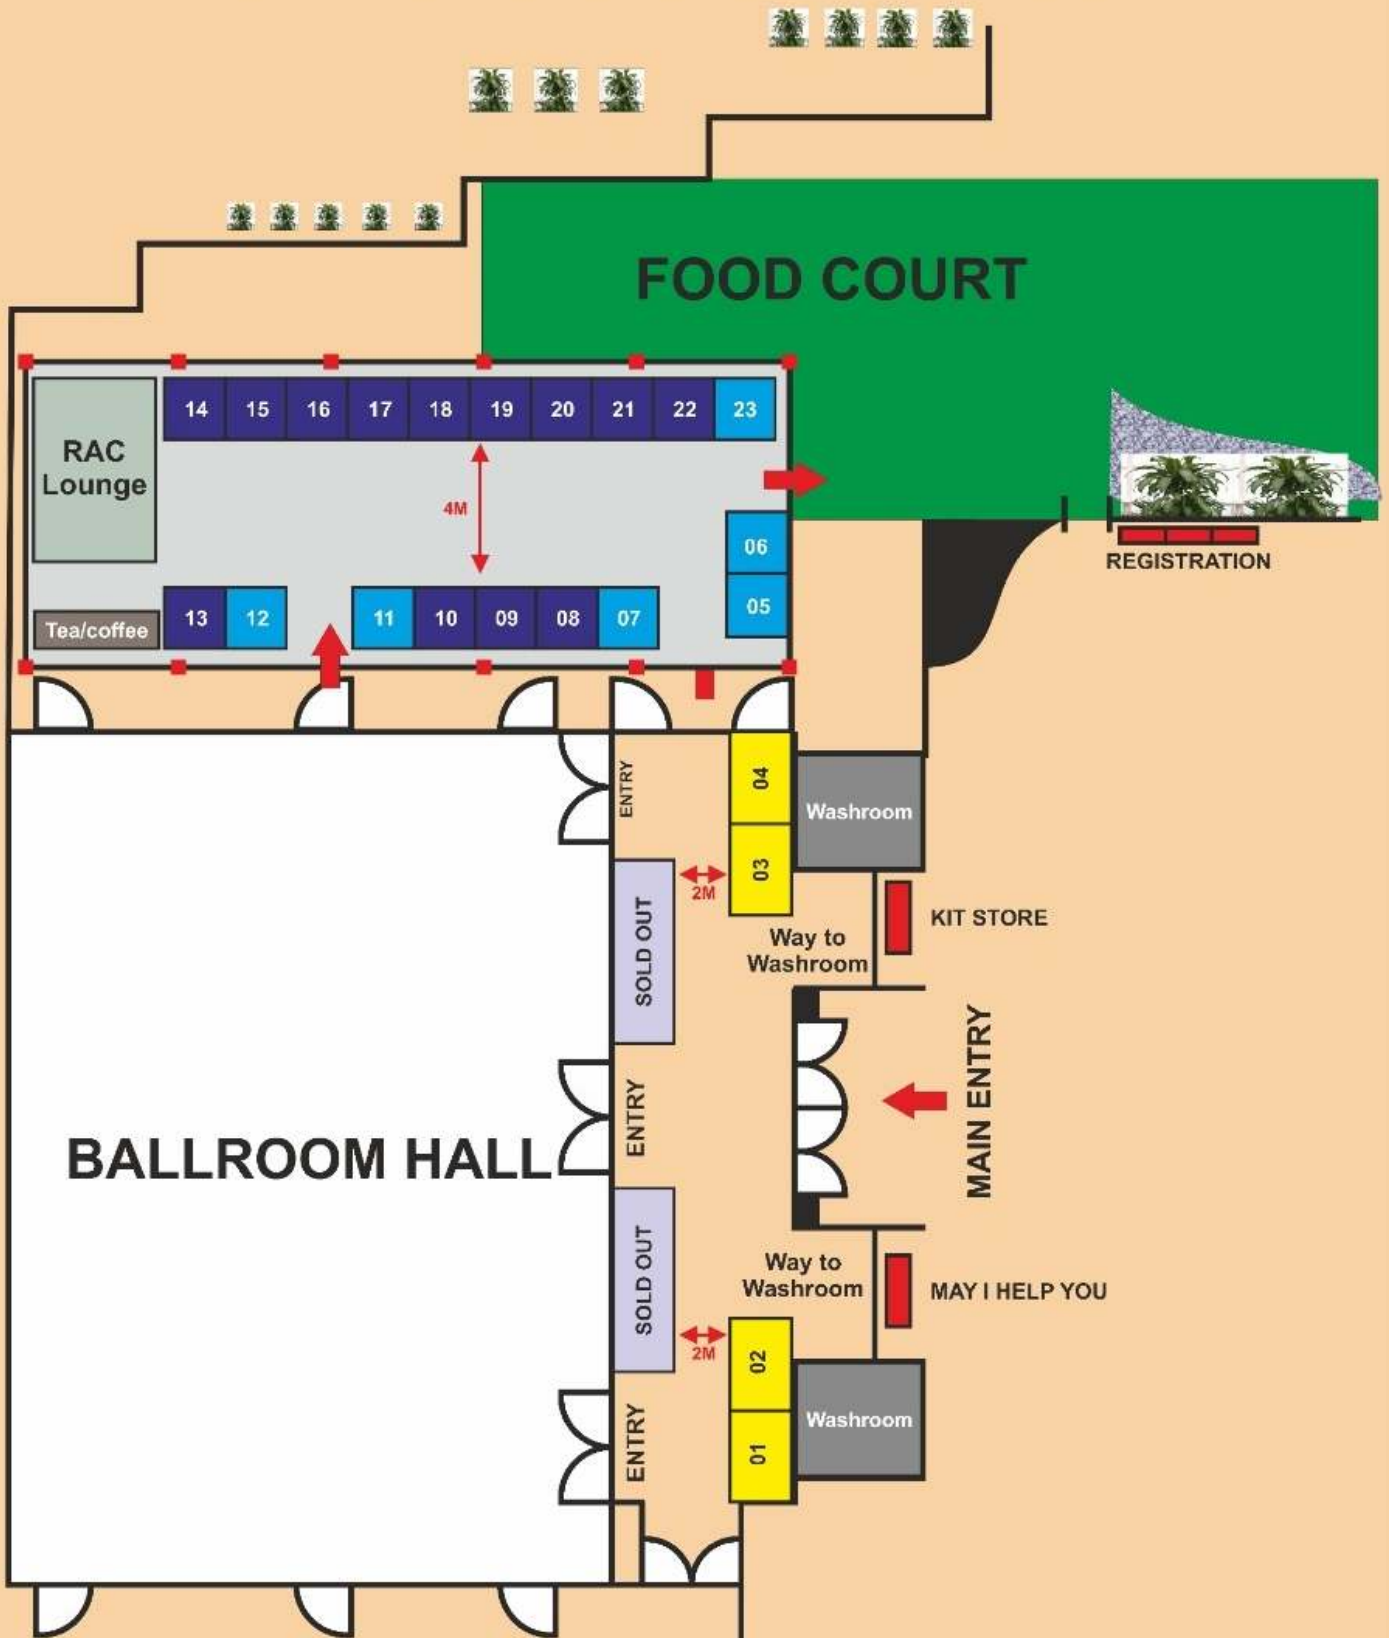 FOOD COURT
14 15 16 17 18 19 20 21 22 23
RAC
Lounge
4M
06
REGISTRATION
05
13 12 11 10 09 08 07
Tea/coffee
ENTRY
04
Washroom
03
2M
SOLD OUT
KIT STORE
Way to
Washroom
MAIN ENTRY
ENTRY
BALLROOM HALL
SOLD OUT
Way to
Washroom
MAY I HELP YOU
2M
02
Washroom
ENTRY
01